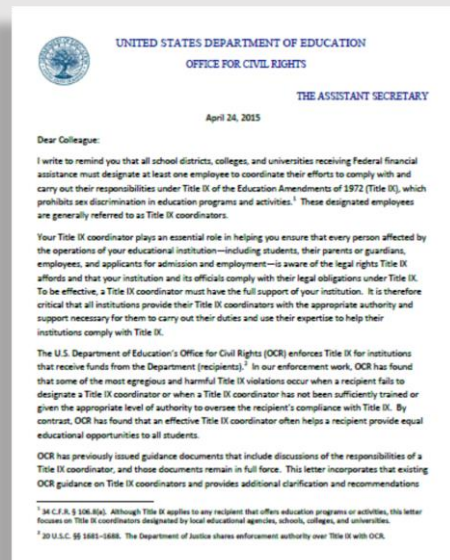 UNITED STATES DEPARTMENT OF EDUCATION
OFFICE FOR CIVIL RIGHTS
THE ASSISTANT SECRETARY
April 24, 2015
Dear Colleague:
I write to remind you that all school districts, colleges, and universities receiving Federal financial
assistance must designate at least one employee to coordinate their efforts to comply with and
carry out their responsibilities under Title IX of the Education Amendments of 1972 (Title IX), which
prohibits sex discrimination in education programs and activities.¹ These designated employees
are generally referred to as Title IX coordinators.
Your Title IX coordinator plays an essential role in helping you ensure that every person affected by
the operations of your educational institution—including students, their parents or guardians,
employees, and applicants for admission and employment—is aware of the legal rights Title IX
affords and that your institution and its officials comply with their legal obligations under Title IX.
To be effective, a Title IX coordinator must have the full support of your institution. It is therefore
critical that all institutions provide their Title IX coordinators with the appropriate authority and
support necessary for them to carry out their duties and use their expertise to help their
institutions comply with Title IX.
The U.S. Department of Education's Office for Civil Rights (OCR) enforces Title IX for institutions
that receive funds from the Department (recipients).² In our enforcement work, OCR has found
that some of the most egregious and harmful Title IX violations occur when a recipient fails to
designate a Title IX coordinator or when a Title IX coordinator has not been sufficiently trained or
given the appropriate level of authority to oversee the recipient's compliance with Title IX. By
contrast, OCR has found that an effective Title IX coordinator often helps a recipient provide equal
educational opportunities to all students.
OCR has previously issued guidance documents that include discussions of the responsibilities of a
Title IX coordinator, and those documents remain in full force. This letter incorporates that existing
OCR guidance on Title IX coordinators and provides additional clarification and recommendations
¹ 34 C.F.R. § 106.8(a). Although Title IX applies to any recipient that offers education programs or activities, this letter
focuses on Title IX coordinators designated by local educational agencies, schools, colleges, and universities.
² 20 U.S.C. §§ 1681–1688. The Department of Justice shares enforcement authority over Title IX with OCR.